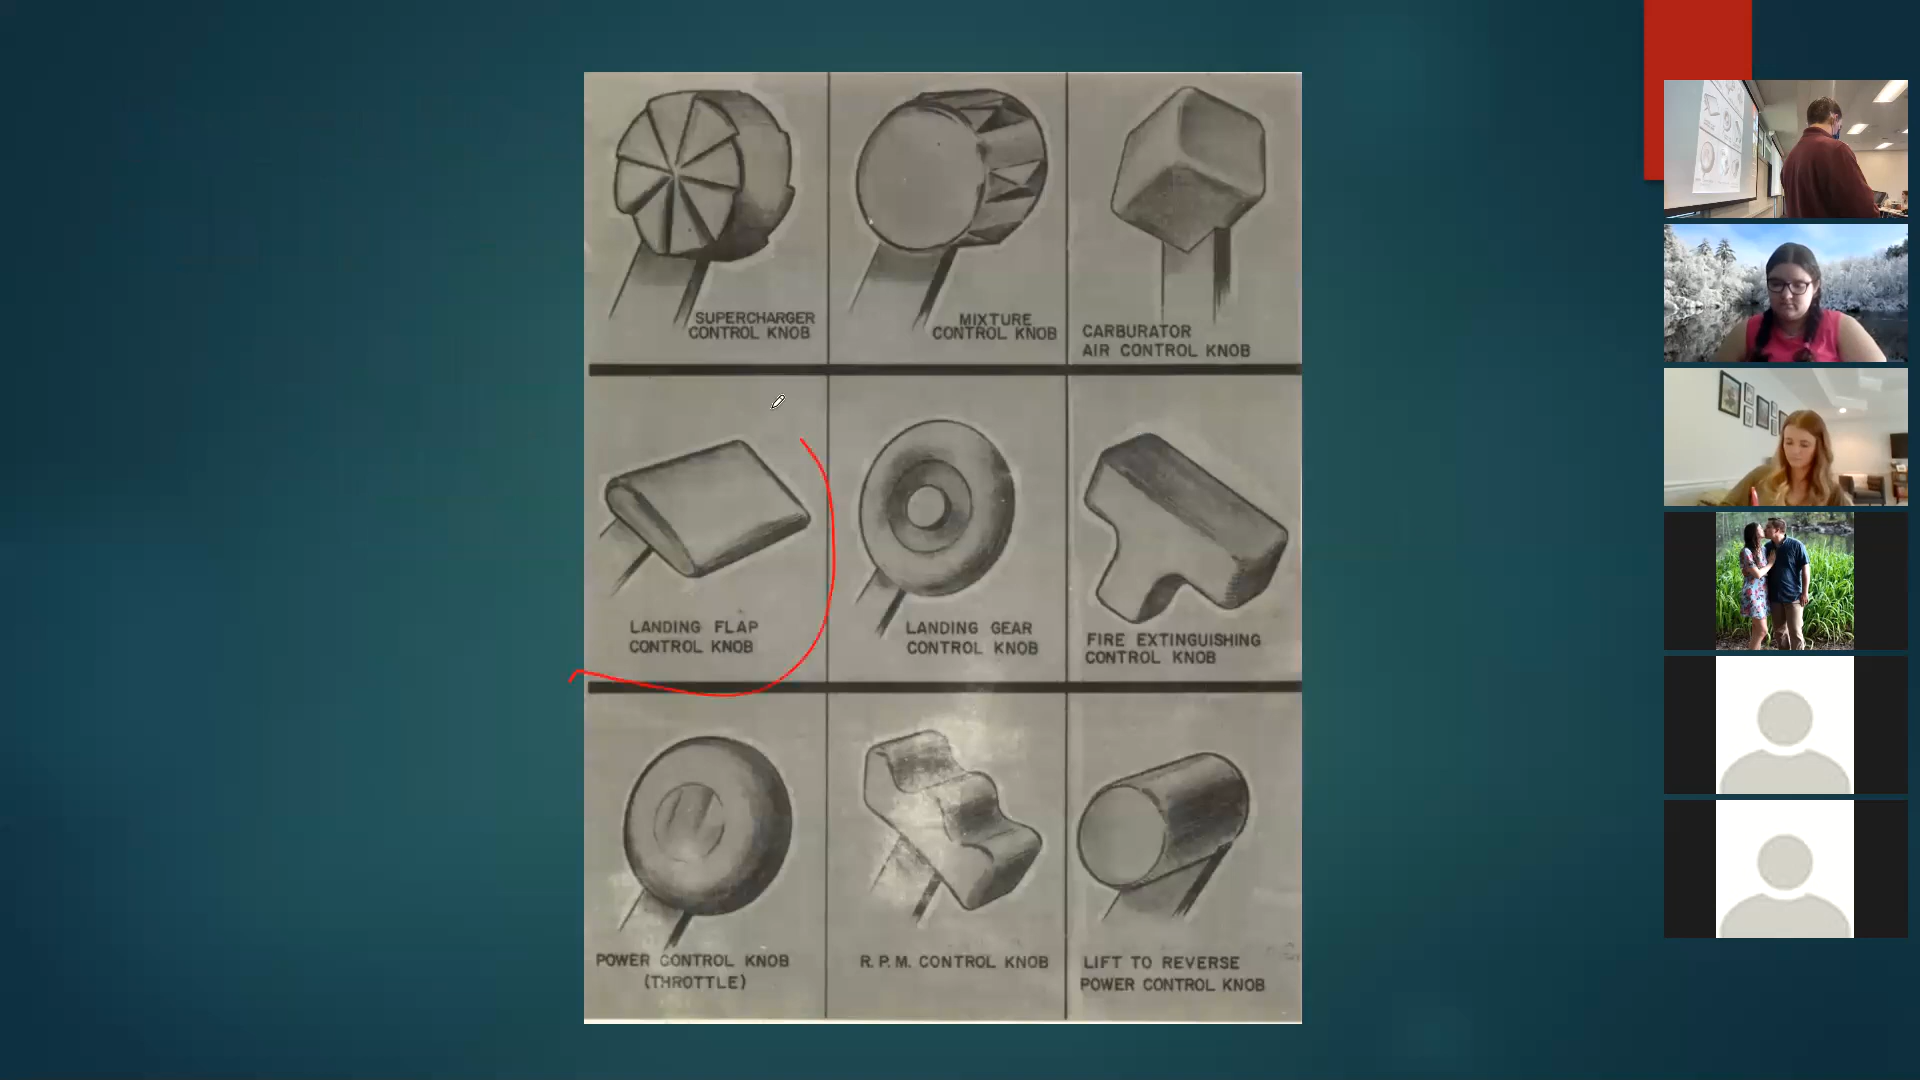 SUPERCHARGER
CONTROL KNOB
MIXTURE
CONTROL KNOB
CARBURATOR
AIR CONTROL KNOB
LANDING FLAP
CONTROL KNOB
LANDING GEAR
CONTROL KNOB
FIRE EXTINGUISHING
CONTROL KNOB
POWER CONTROL KNOB
(THROTTLE)
R.P.M. CONTROL KNOB
LIFT TO REVERSE
POWER CONTROL KNOB